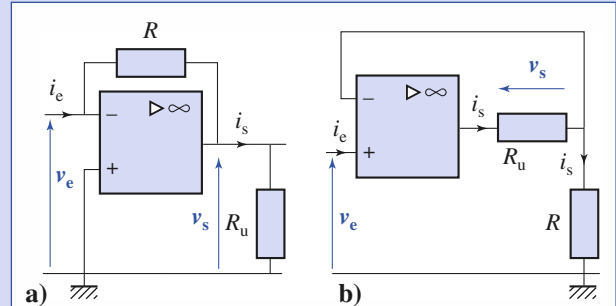 R
i_e
−
▷ ∞
i_s
+
v_e
v_s
R_u
a)
v_s
−
▷ ∞
i_s
i_e
+
R_u
i_s
v_e
R
b)